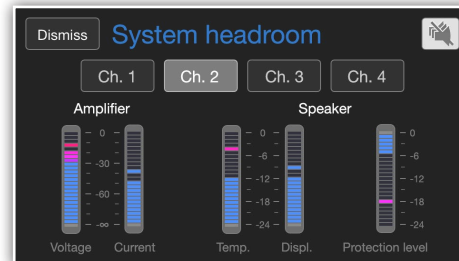 Dismiss System headroom
Ch. 1 Ch. 2 Ch. 3 Ch. 4
Amplifier Speaker
0 0 0
-6 -6
-30
-12 -12
-60
-18 -18
-∞ -24 -24
Voltage Current Temp. Displ. Protection level